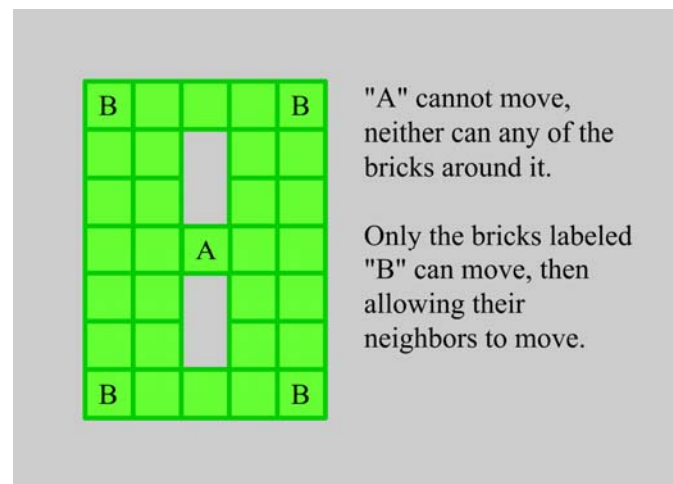 B B
"A" cannot move,
neither can any of the
bricks around it.
A
Only the bricks labeled
"B" can move, then
allowing their
neighbors to move.
B B